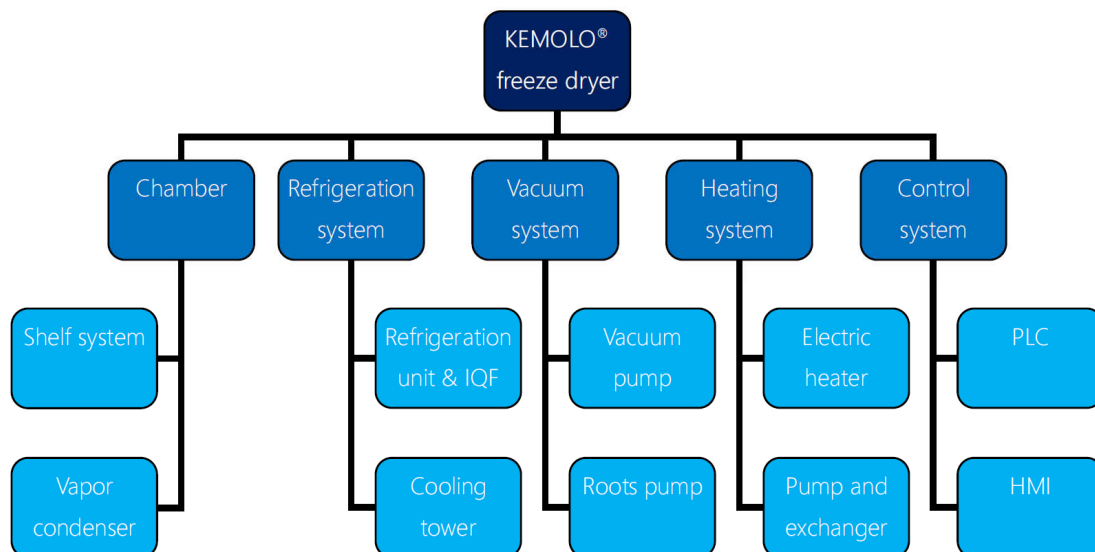 KEMOLO®
freeze dryer
Chamber
Refrigeration
system
Vacuum
system
Heating
system
Control
system
Shelf system
Refrigeration
unit & IQF
Vacuum
pump
Electric
heater
PLC
Vapor
condenser
Cooling
tower
Roots pump
Pump and
exchanger
HMI